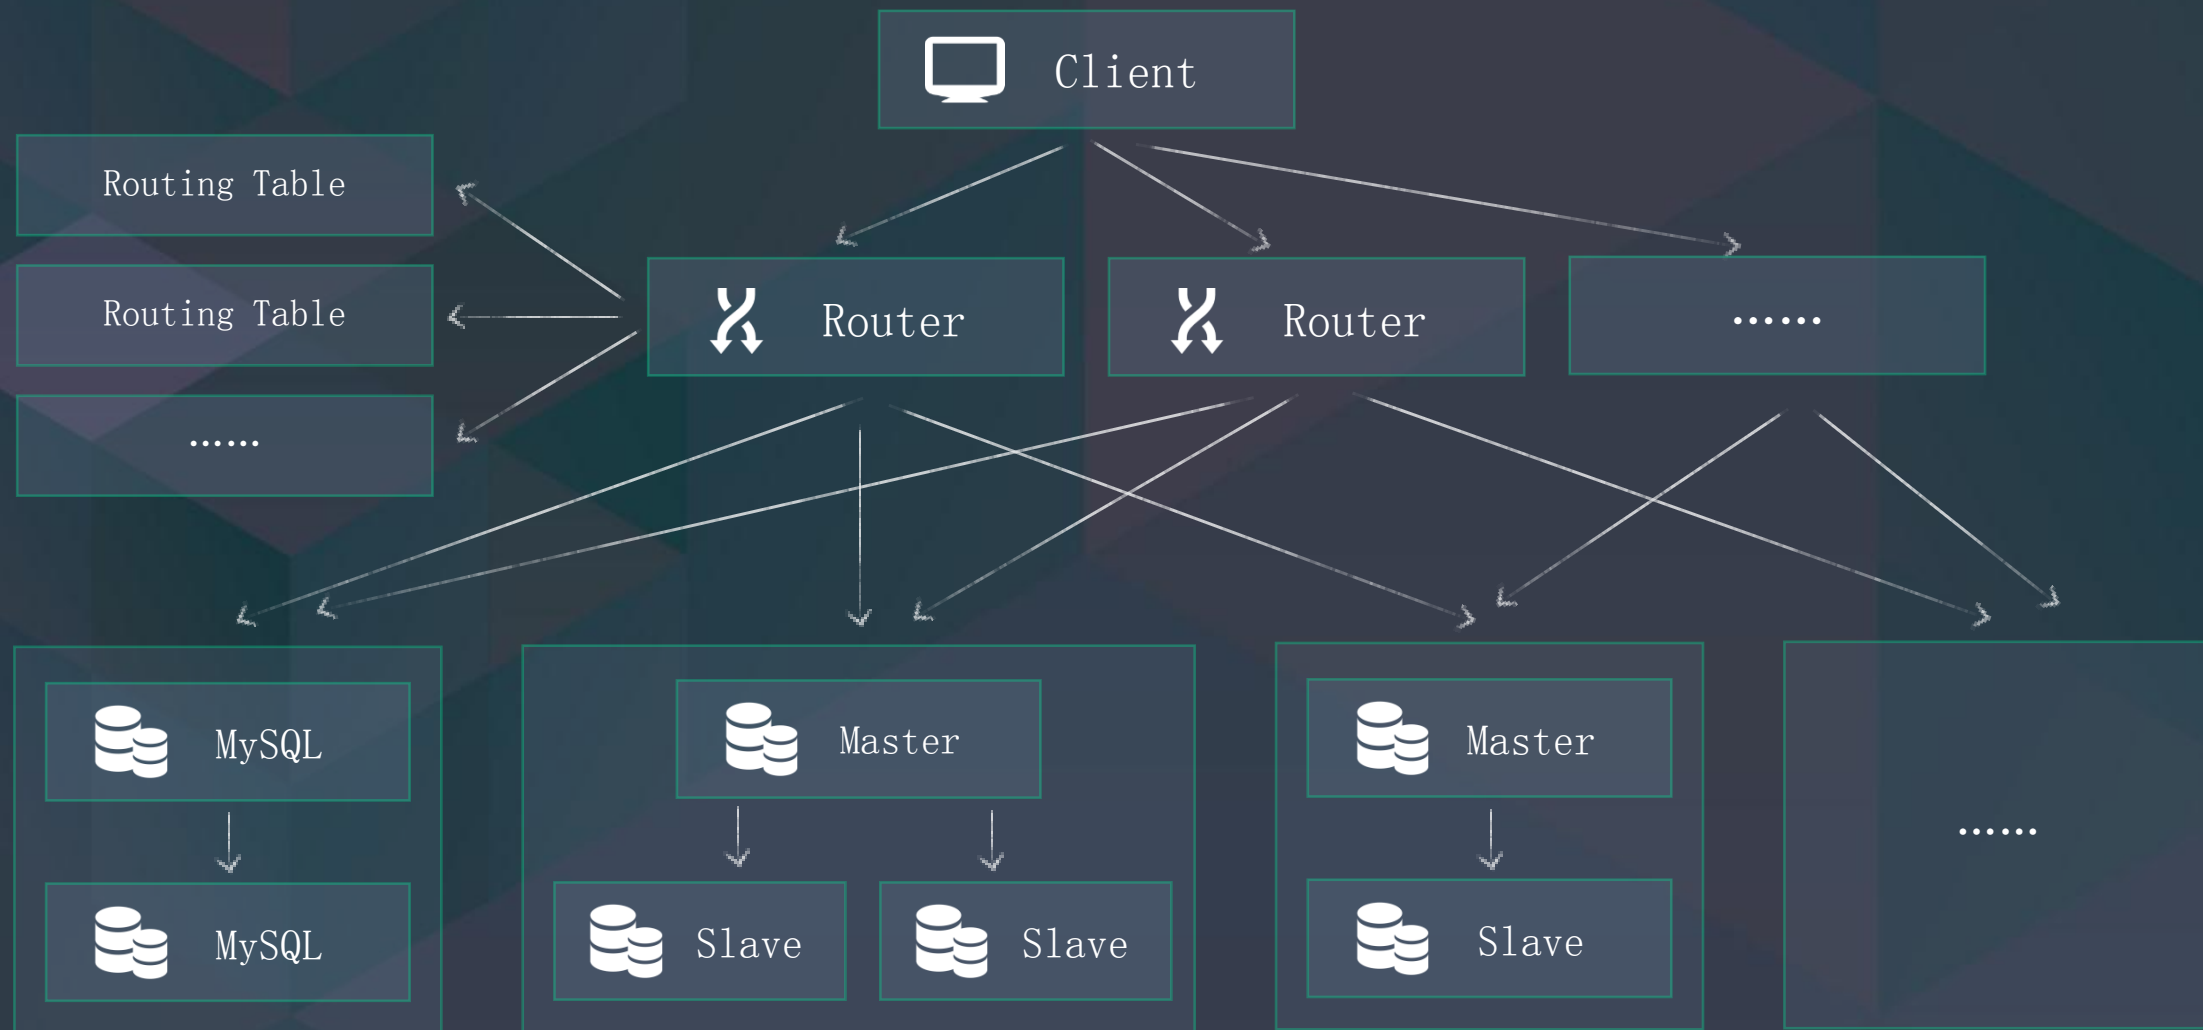 Client
Routing Table
Routing Table
……
Router
Router
……
MySQL
MySQL
Master
Slave
Slave
Master
Slave
……